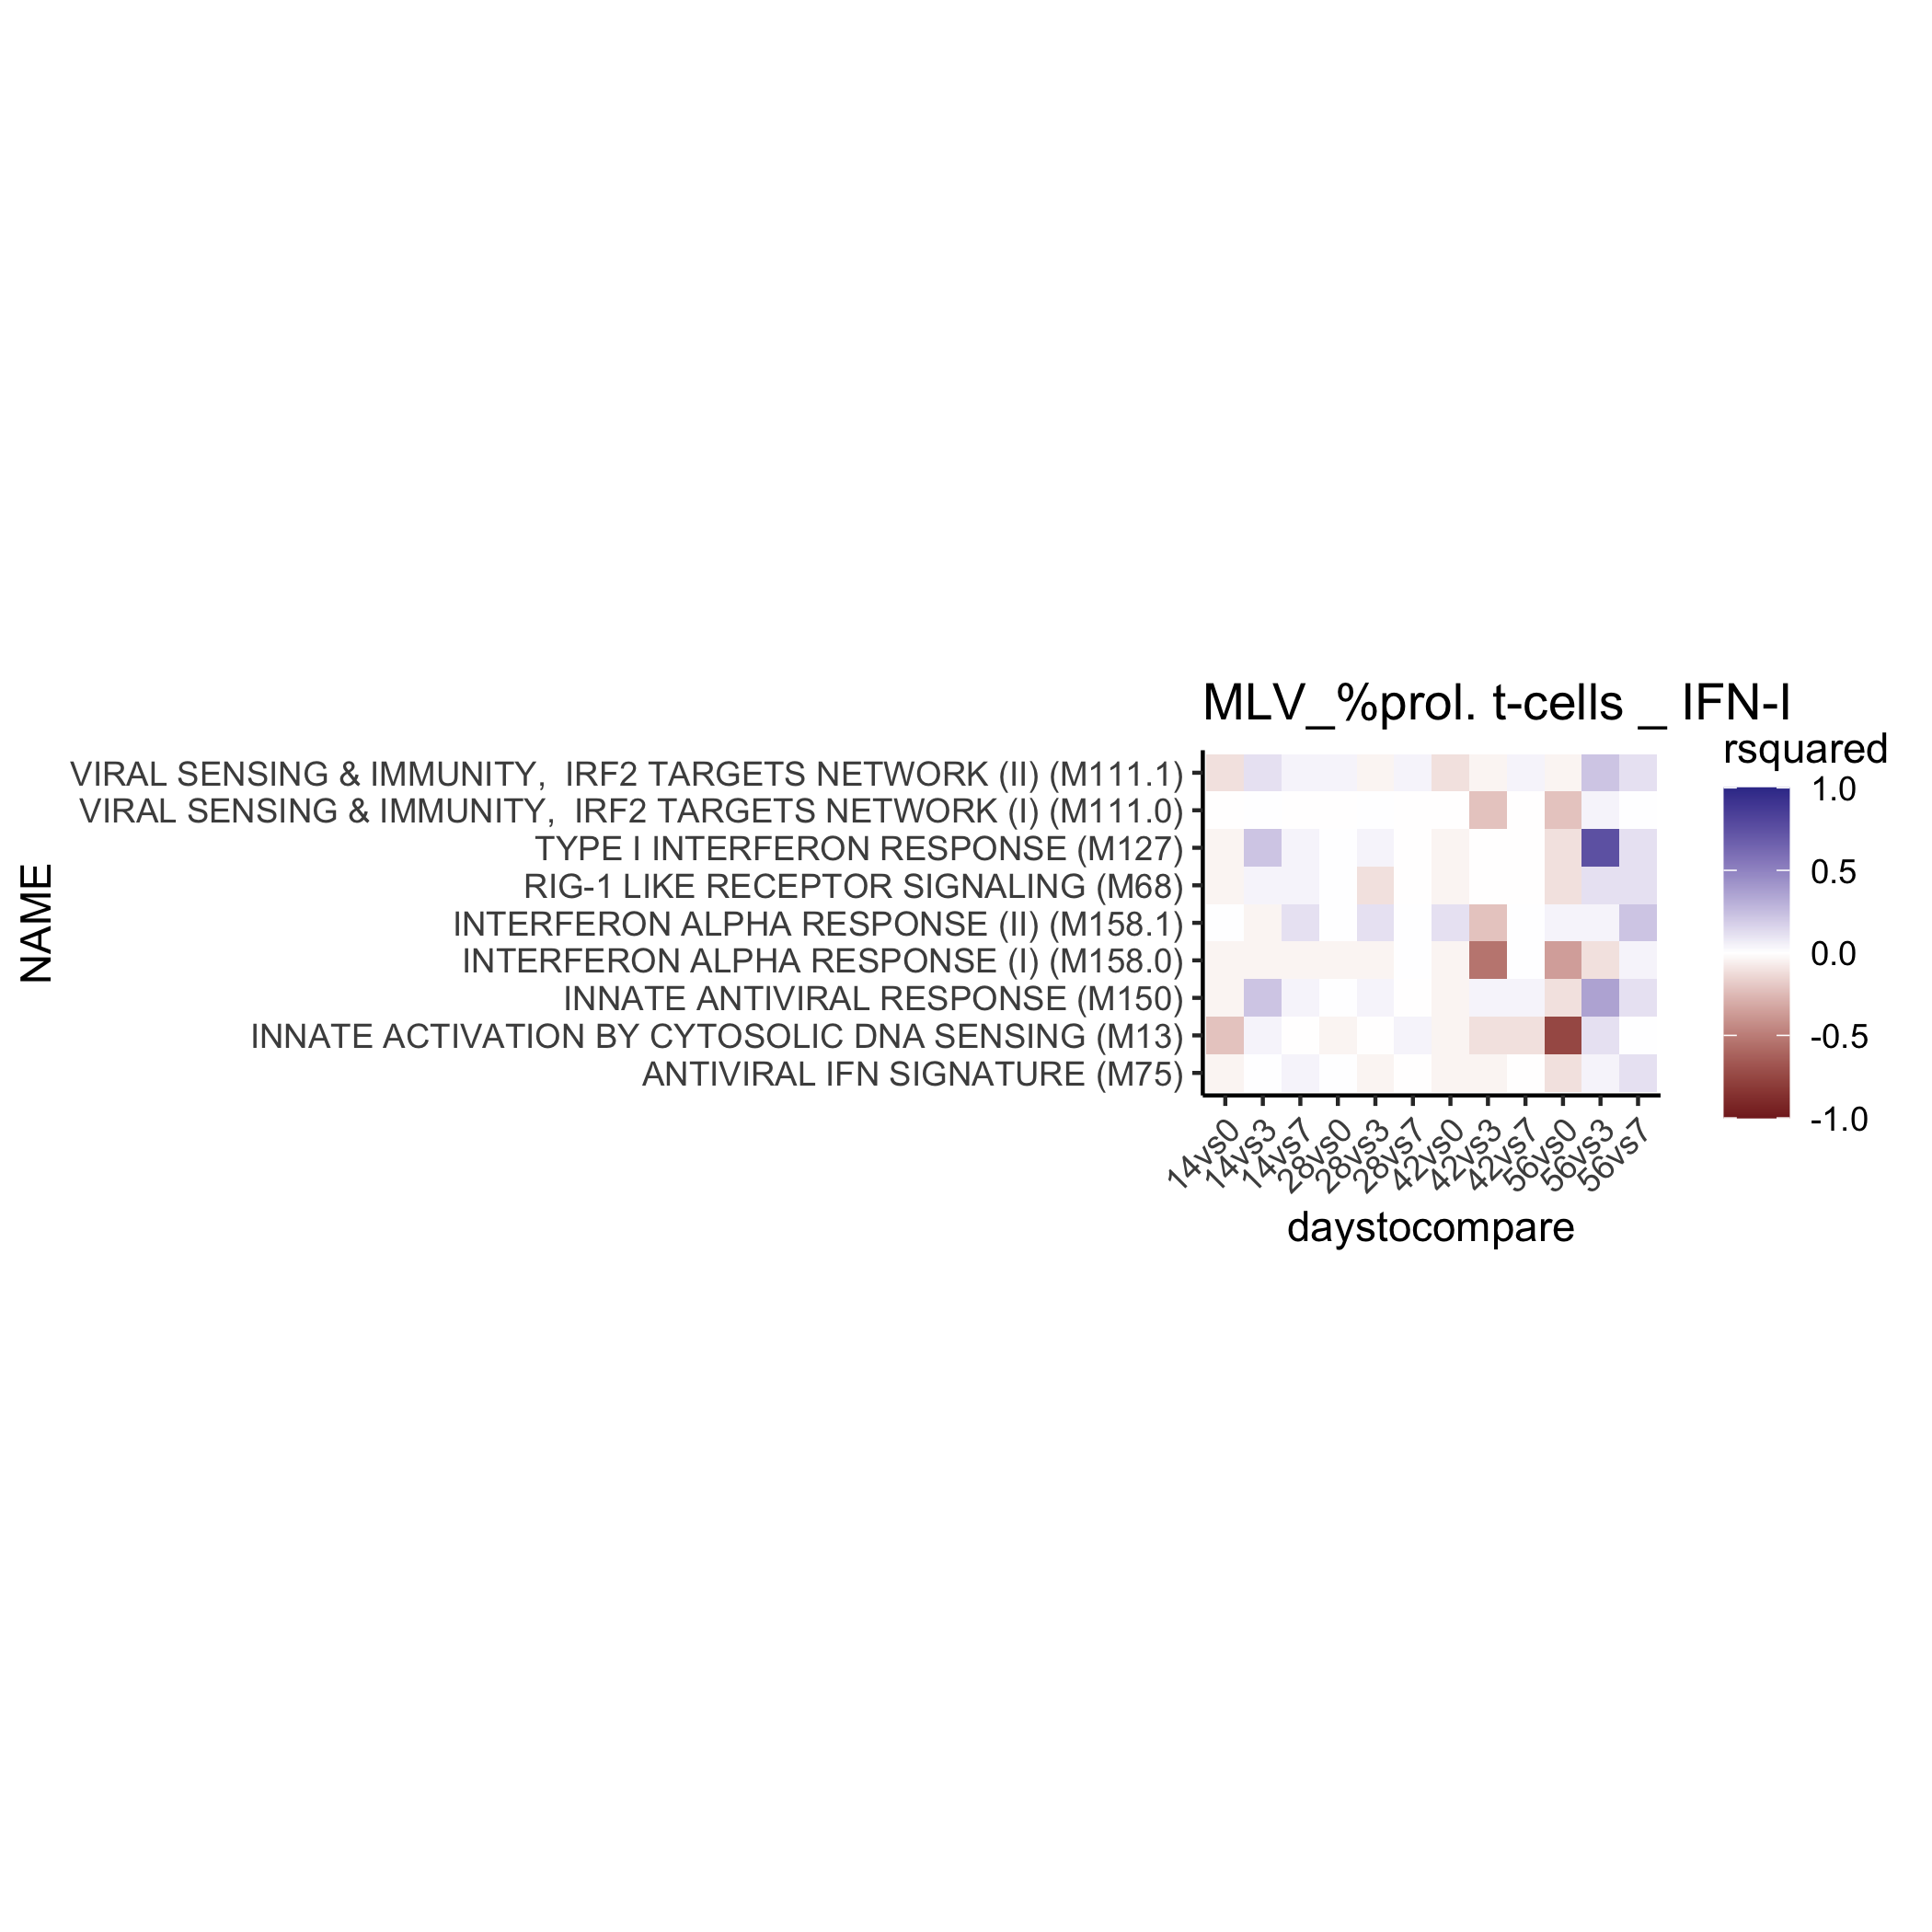 MLV_%prol. t-cells _ IFN-I
rsquared
1.0
0.5
0.0
-0.5
-1.0
NAME
VIRAL SENSING & IMMUNITY,  IRF2 TARGETS NETWORK (II) (M111.1)
VIRAL SENSING & IMMUNITY,  IRF2 TARGETS NETWORK (I) (M111.0)
TYPE I INTERFERON RESPONSE (M127)
RIG-1 LIKE RECEPTOR SIGNALING (M68)
INTERFERON ALPHA RESPONSE (II) (M158.1)
INTERFERON ALPHA RESPONSE (I) (M158.0)
INNATE ANTIVIRAL RESPONSE (M150)
INNATE ACTIVATION BY CYTOSOLIC DNA SENSING (M13)
ANTIVIRAL IFN SIGNATURE (M75)
14vs0
14vs3
14vs7
28vs0
28vs3
28vs7
42vs0
42vs3
42vs7
56vs0
56vs3
56vs7
daystocompare